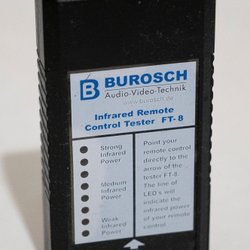 B BUROSCH
Audio-Video-Technik
www.burosch.de
Infrared Remote
Control Tester FT-8
Strong
Infrared
Power
Medium
Infrared
Power
Weak
Infrared
Power
Point your
remote control
directly to the
arrow of the
tester FT-8.
The line of
LED's will
indicate the
infrared power
of your remote
control.